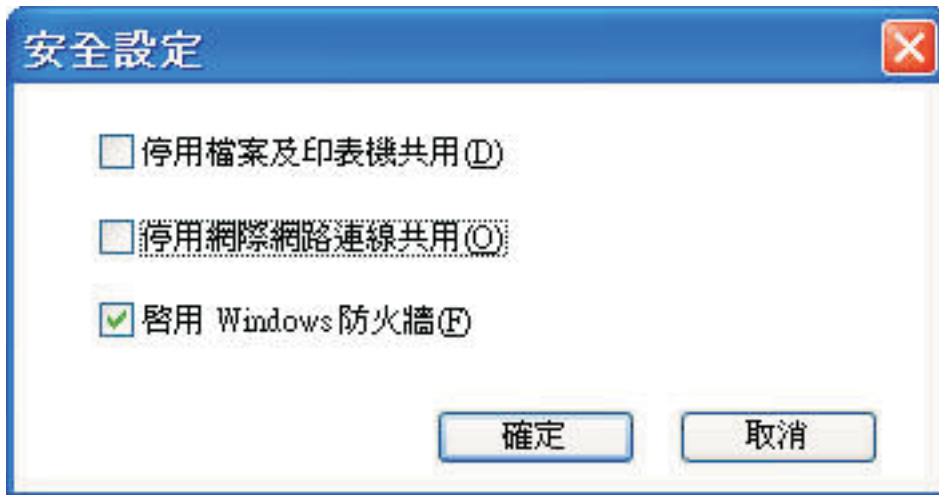 安全設定
停用檔案及印表機共用(D)
停用網際網路連線共用(O)
啓用 Windows 防火牆(F)
確定
取消